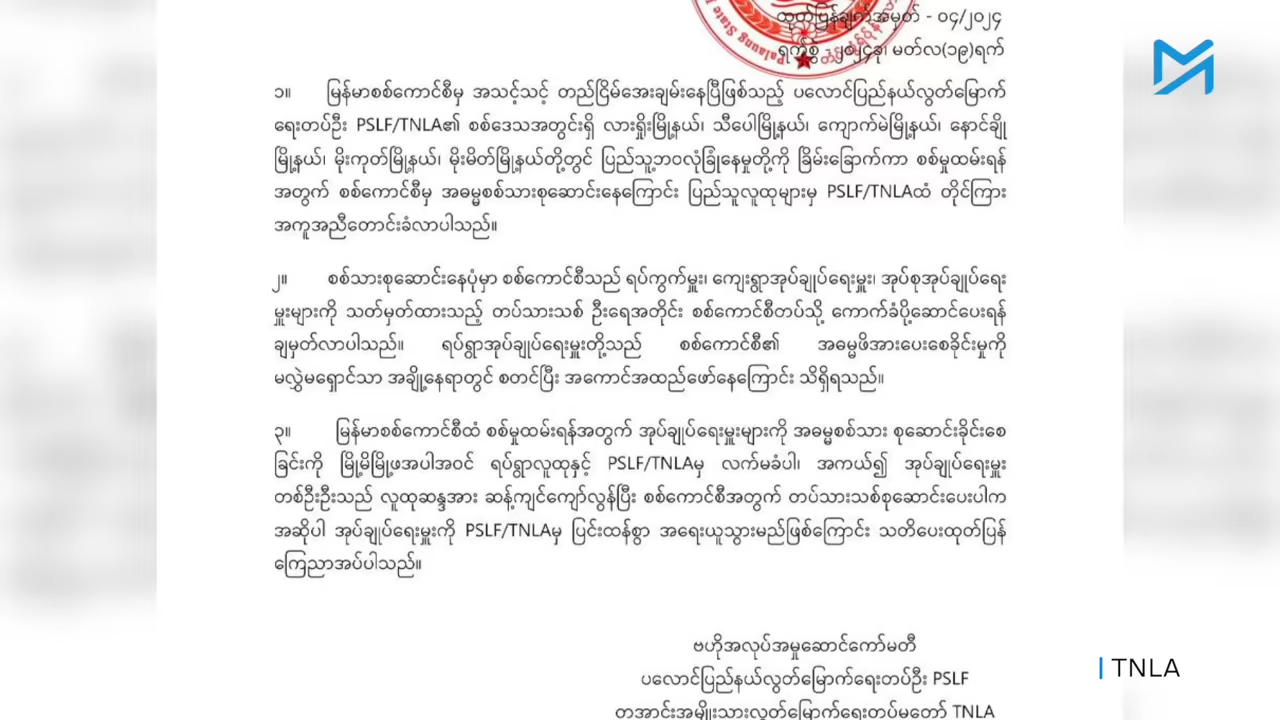 ထုတ်ပြန်ချက်အမှတ် - ၀၄/၂၀၂၄
ရက်စွဲ - ၂၀၂၄ခု၊ မတ်လ(၁၉)ရက်
Palaung State
၁။ မြန်မာစစ်ကောင်စီမှ အသင့်သင့် တည်ငြိမ်အေးချမ်းနေပြီဖြစ်သည့် ပလောင်ပြည်နယ်လွတ်မြောက်
ရေးတပ်ဦး PSLF/TNLA၏ စစ်ဒေသအတွင်းရှိ လားရှိုးမြို့နယ်၊ သီပေါမြို့နယ်၊ ကျောက်မဲမြို့နယ်၊ နောင်ချို
မြို့နယ်၊ မိုးကုတ်မြို့နယ်၊ မိုးမိတ်မြို့နယ်တို့တွင် ပြည်သူ့ဘဝလုံခြုံနေမှုတို့ကို ခြိမ်းခြောက်ကာ စစ်မှုထမ်းရန်
အတွက် စစ်ကောင်စီမှ အဓမ္မစစ်သားစုဆောင်းနေကြောင်း ပြည်သူလူထုများမှ PSLF/TNLAထံ တိုင်ကြား
အကူအညီတောင်းခံလာပါသည်။
၂။ စစ်သားစုဆောင်းနေပုံမှာ စစ်ကောင်စီသည် ရပ်ကွက်မှူး၊ ကျေးရွာအုပ်ချုပ်ရေးမှူး၊ အုပ်စုအုပ်ချုပ်ရေး
မှူးများကို သတ်မှတ်ထားသည့် တပ်သားသစ် ဦးရေအတိုင်း စစ်ကောင်စီတပ်သို့ ကောက်ခံပို့ဆောင်ပေးရန်
ချမှတ်လာပါသည်။ ရပ်ရွာအုပ်ချုပ်ရေးမှူးတို့သည် စစ်ကောင်စီ၏ အဓမ္မဖိအားပေးစေခိုင်းမှုကို
မလွှဲမရှောင်သာ အချို့နေရာတွင် စတင်ပြီး အကောင်အထည်ဖော်နေကြောင်း သိရှိရသည်။
၃။ မြန်မာစစ်ကောင်စီထံ စစ်မှုထမ်းရန်အတွက် အုပ်ချုပ်ရေးမှူးများကို အဓမ္မစစ်သား စုဆောင်းခိုင်းစေ
ခြင်းကို မြို့မိမြို့ဖအပါအဝင် ရပ်ရွာလူထုနှင့် PSLF/TNLAမှ လက်မခံပါ၊ အကယ်၍ အုပ်ချုပ်ရေးမှူး
တစ်ဦးဦးသည် လူထုဆန္ဒအား ဆန့်ကျင်ကျော်လွန်ပြီး စစ်ကောင်စီအတွက် တပ်သားသစ်စုဆောင်းပေးပါက
အဆိုပါ အုပ်ချုပ်ရေးမှူးကို PSLF/TNLAမှ ပြင်းထန်စွာ အရေးယူသွားမည်ဖြစ်ကြောင်း သတိပေးထုတ်ပြန်
ကြေညာအပ်ပါသည်။
ဗဟိုအလုပ်အမှုဆောင်ကော်မတီ
ပလောင်ပြည်နယ်လွတ်မြောက်ရေးတပ်ဦး PSLF
တအာင်းအမျိုးသားလွတ်မြောက်ရေးတပ်မတော် TNLA
TNLA